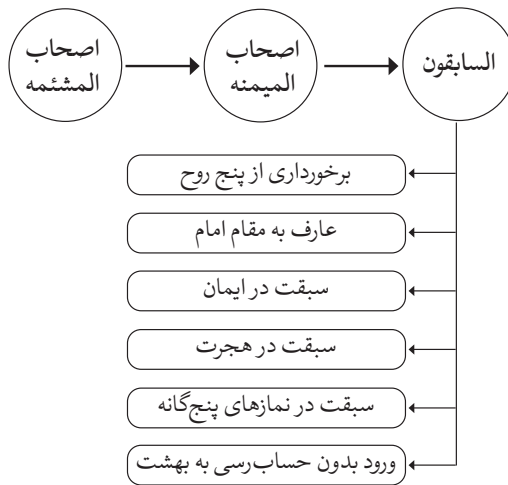 السابقون
اصحاب
المیمنه
اصحاب
المشئمه
برخورداری از پنج روح
عارف به مقام امام
سبقت در ایمان
سبقت در هجرت
سبقت در نمازهای پنج‌گانه
ورود بدون حساب‌رسی به بهشت